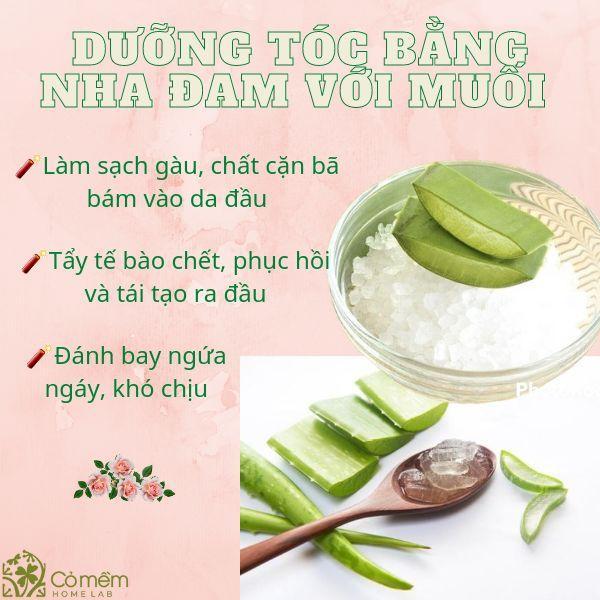 DƯỠNG TÓC BẰNG
NHA ĐAM VỚI MUỐI
Làm sạch gàu, chất cặn bã
bám vào da đầu
Tẩy tế bào chết, phục hồi
và tái tạo ra đầu
Đánh bay ngứa
ngáy, khó chịu
Cỏ mềm
HOME LAB